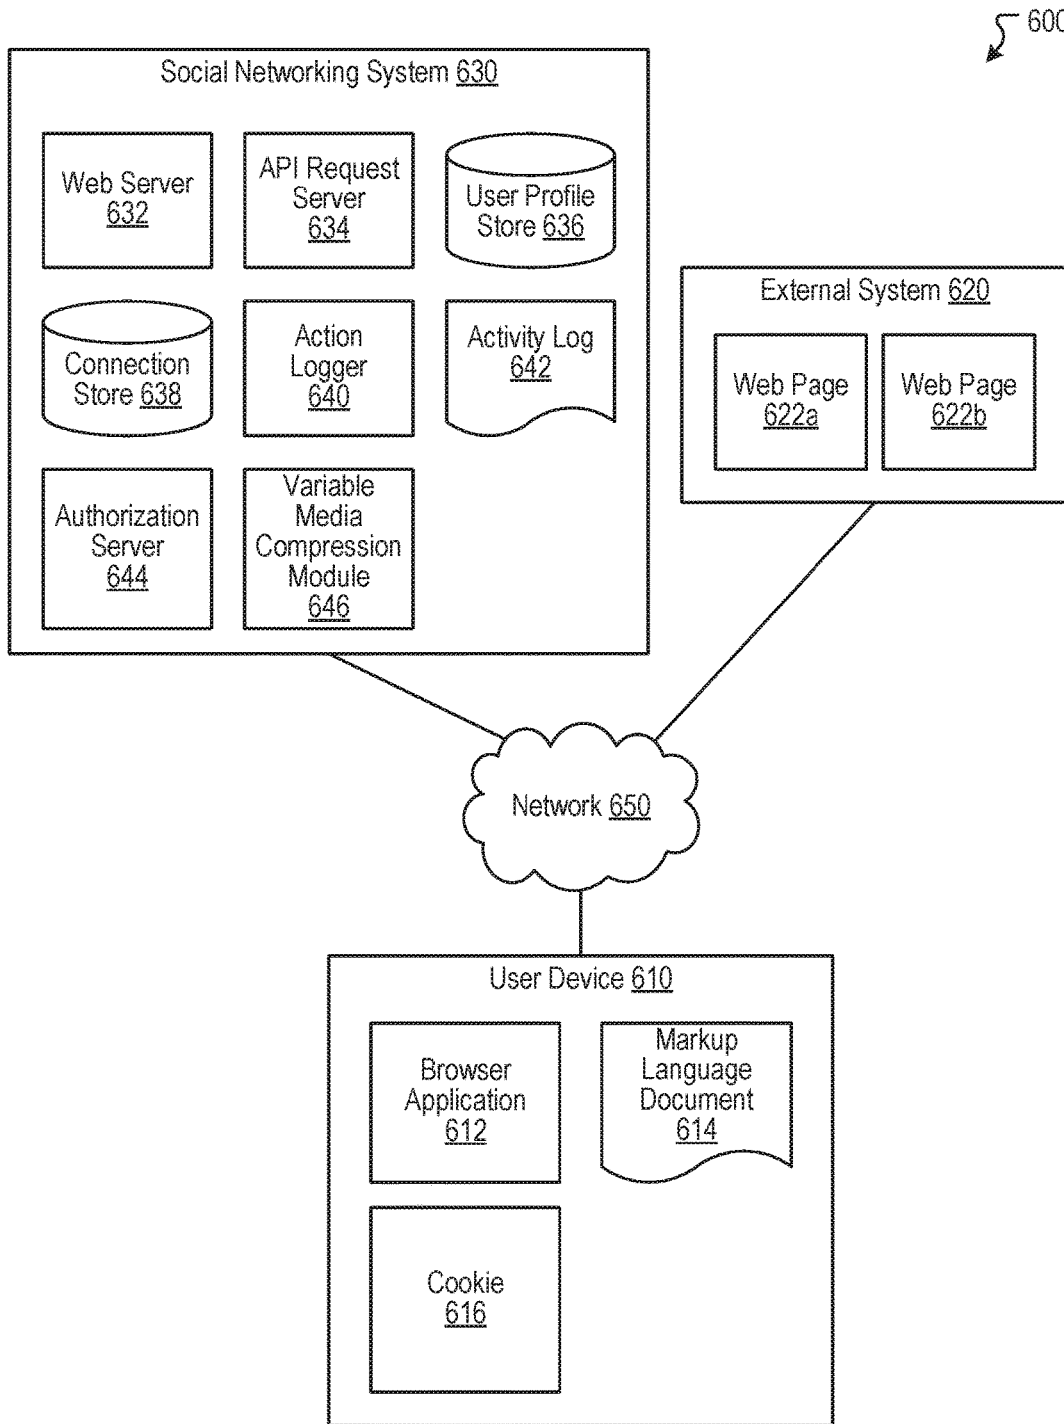 600
Social Networking System 630
Web Server
632
API Request
Server
634
User Profile
Store 636
Connection
Store 638
Action
Logger
640
Activity Log
642
Authorization
Server
644
Variable
Media
Compression
Module
646
External System 620
Web Page
622a
Web Page
622b
Network 650
User Device 610
Browser
Application
612
Markup
Language
Document
614
Cookie
616